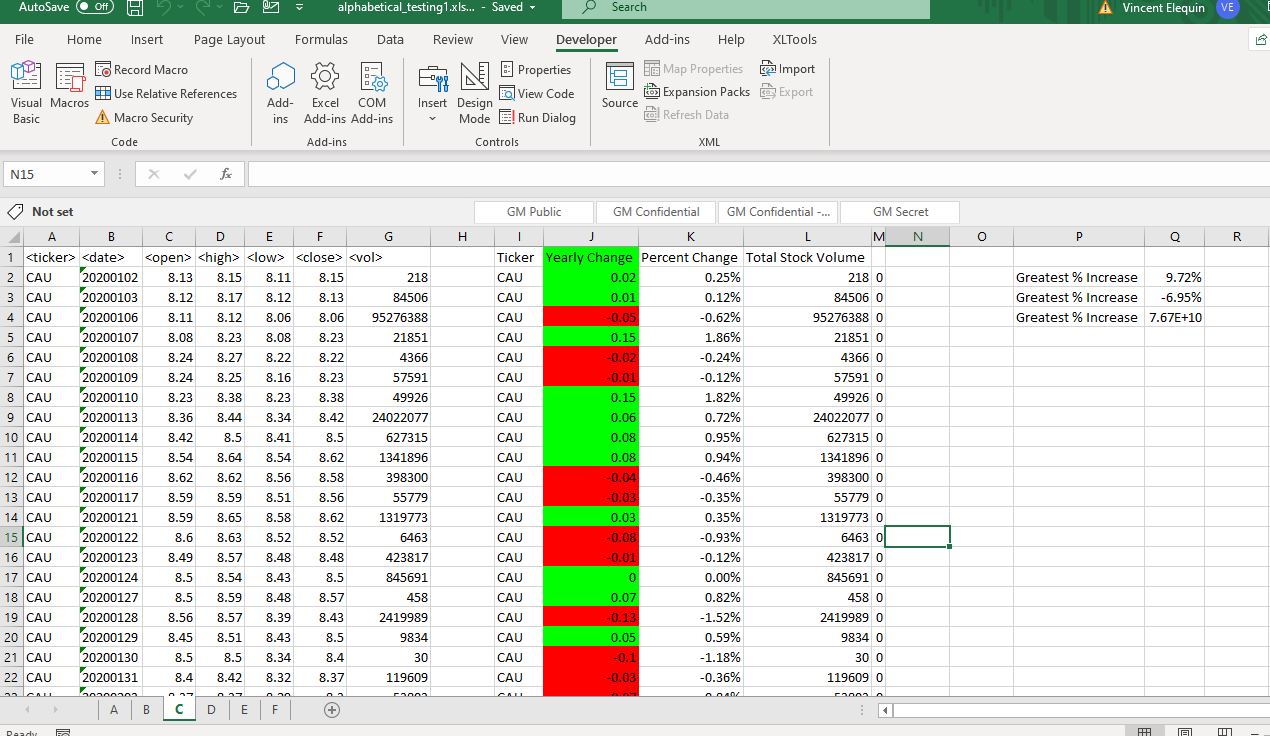 AutoSave Off alphabetical_testing1.xls... - Saved Search Vincent Elequin VE
File Home Insert Page Layout Formulas Data Review View Developer Add-ins Help XLTools
Record Macro Properties Map Properties Import
Use Relative References View Code Expansion Packs Export
Visual Basic Macros Macro Security Add-ins Excel Add-ins COM Add-ins Insert Design Mode Run Dialog Source Refresh Data
Code Add-ins Controls XML
N15 fx
Not set GM Public GM Confidential GM Confidential -... GM Secret
A B C D E F G H I J K L M N O P Q R
1 <ticker> <date> <open> <high> <low> <close> <vol> Ticker Yearly Change Percent Change Total Stock Volume
2 CAU 20200102 8.13 8.15 8.11 8.15 218 CAU 0.02 0.25% 218 0 Greatest % Increase 9.72%
3 CAU 20200103 8.12 8.17 8.12 8.13 84506 CAU 0.01 0.12% 84506 0 Greatest % Increase -6.95%
4 CAU 20200106 8.11 8.12 8.06 8.06 95276388 CAU -0.05 -0.62% 95276388 0 Greatest % Increase 7.67E+10
5 CAU 20200107 8.08 8.23 8.08 8.23 21851 CAU 0.15 1.86% 21851 0
6 CAU 20200108 8.24 8.27 8.22 8.22 4366 CAU -0.02 -0.24% 4366 0
7 CAU 20200109 8.24 8.25 8.16 8.23 57591 CAU -0.01 -0.12% 57591 0
8 CAU 20200110 8.23 8.38 8.23 8.38 49926 CAU 0.15 1.82% 49926 0
9 CAU 20200113 8.36 8.44 8.34 8.42 24022077 CAU 0.06 0.72% 24022077 0
10 CAU 20200114 8.42 8.5 8.41 8.5 627315 CAU 0.08 0.95% 627315 0
11 CAU 20200115 8.54 8.64 8.54 8.62 1341896 CAU 0.08 0.94% 1341896 0
12 CAU 20200116 8.62 8.62 8.56 8.58 398300 CAU -0.04 -0.46% 398300 0
13 CAU 20200117 8.59 8.59 8.51 8.56 55779 CAU -0.03 -0.35% 55779 0
14 CAU 20200121 8.59 8.65 8.58 8.62 1319773 CAU 0.03 0.35% 1319773 0
15 CAU 20200122 8.6 8.63 8.52 8.52 6463 CAU -0.08 -0.93% 6463 0
16 CAU 20200123 8.49 8.57 8.48 8.48 423817 CAU -0.01 -0.12% 423817 0
17 CAU 20200124 8.5 8.54 8.43 8.5 845691 CAU 0 0.00% 845691 0
18 CAU 20200127 8.5 8.59 8.48 8.57 458 CAU 0.07 0.82% 458 0
19 CAU 20200128 8.56 8.57 8.39 8.43 2419989 CAU -0.13 -1.52% 2419989 0
20 CAU 20200129 8.45 8.51 8.43 8.5 9834 CAU 0.05 0.59% 9834 0
21 CAU 20200130 8.5 8.5 8.34 8.4 30 CAU -0.1 -1.18% 30 0
22 CAU 20200131 8.4 8.42 8.32 8.37 119609 CAU -0.03 -0.36% 119609 0
A B C D E F
Ready